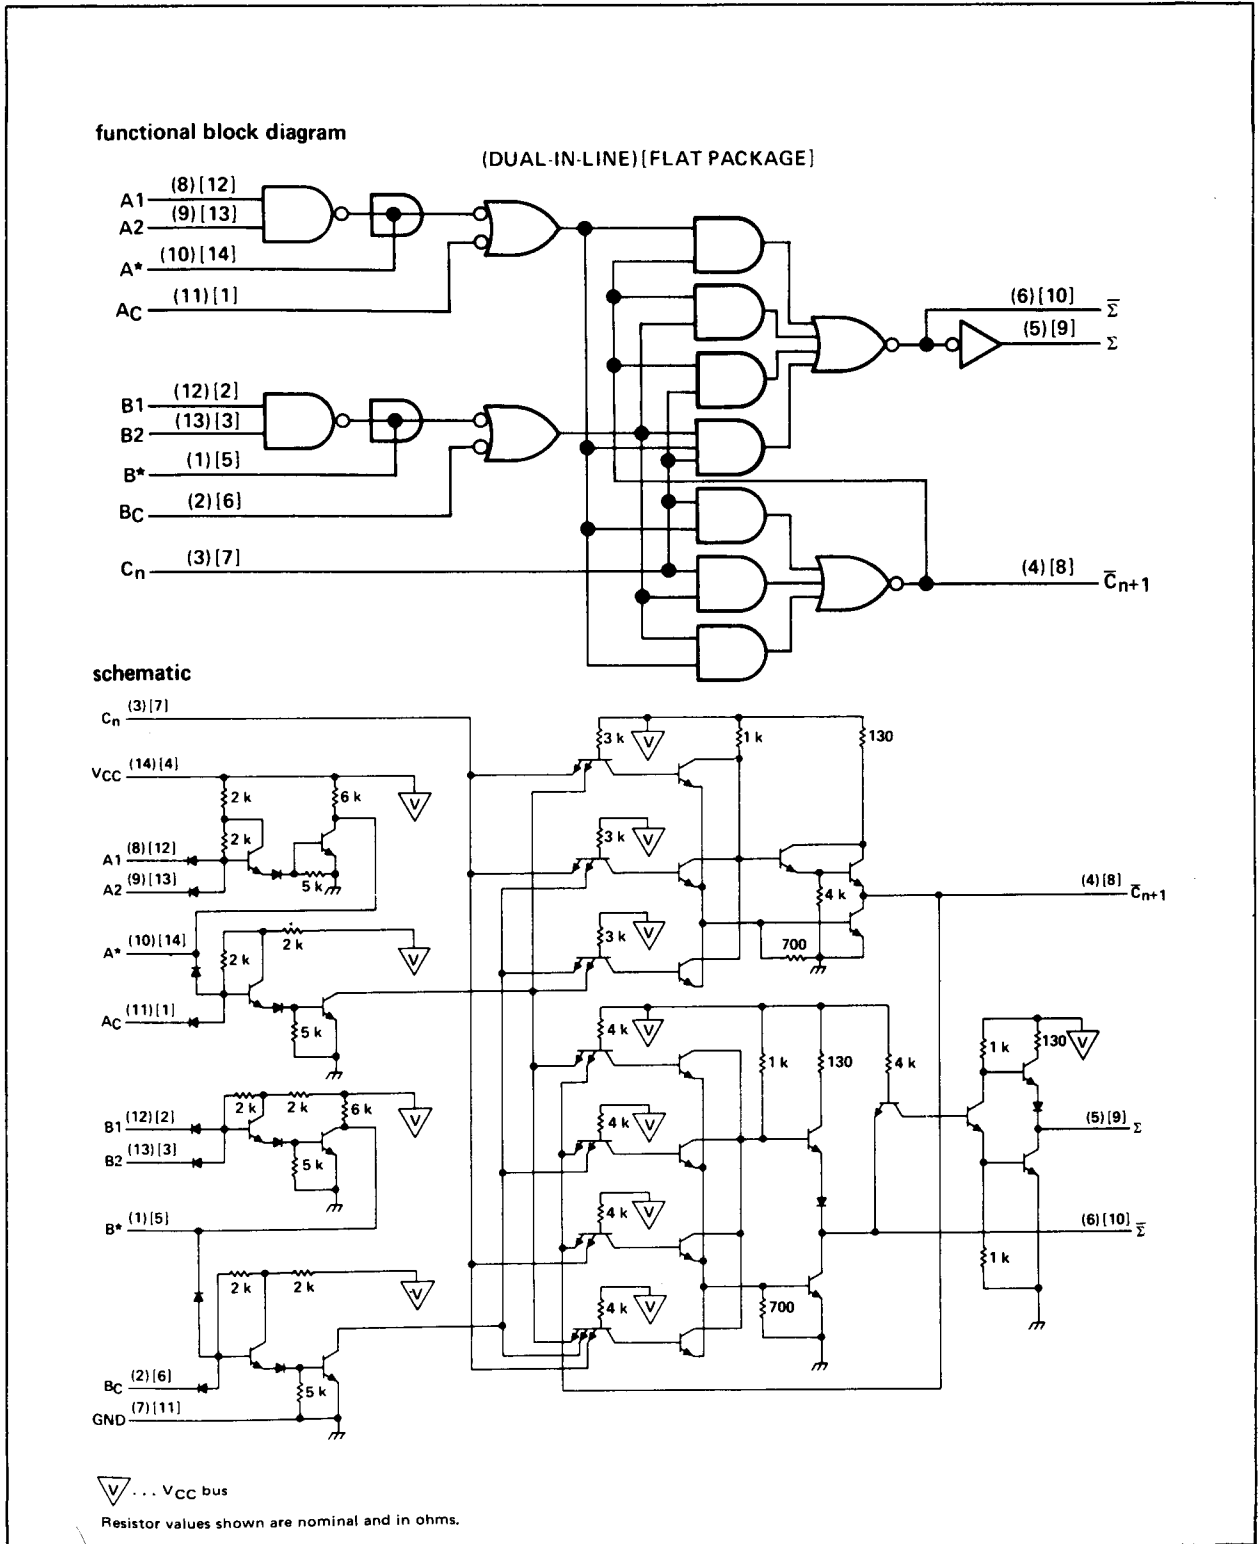 functional block diagram
(DUAL-IN-LINE)[FLAT PACKAGE]
A1 (8)[12]
A2 (9)[13]
A* (10)[14]
AC (11)[1]
B1 (12)[2]
B2 (13)[3]
B* (1)[5]
BC (2)[6]
Cn (3)[7]
(6)[10] Σ̅
(5)[9] Σ
(4)[8] C̅n+1
schematic
Cn (3)[7]
VCC (14)[4]
2 k
6 k
V
2 k
A1 (8)[12]
A2 (9)[13]
5 k
A* (10)[14]
2 k
V
2 k
AC (11)[1]
5 k
B1 (12)[2]
2 k
2 k
6 k
V
B2 (13)[3]
5 k
B* (1)[5]
2 k
2 k
V
BC (2)[6]
5 k
GND (7)[11]
3 k
V
1 k
130
3 k
V
4 k
(4)[8] C̅n+1
3 k
V
700
4 k
V
1 k
130
4 k
1 k
130
V
4 k
V
(5)[9] Σ
4 k
V
(6)[10] Σ̅
1 k
4 k
V
700
V ... VCC bus
Resistor values shown are nominal and in ohms.